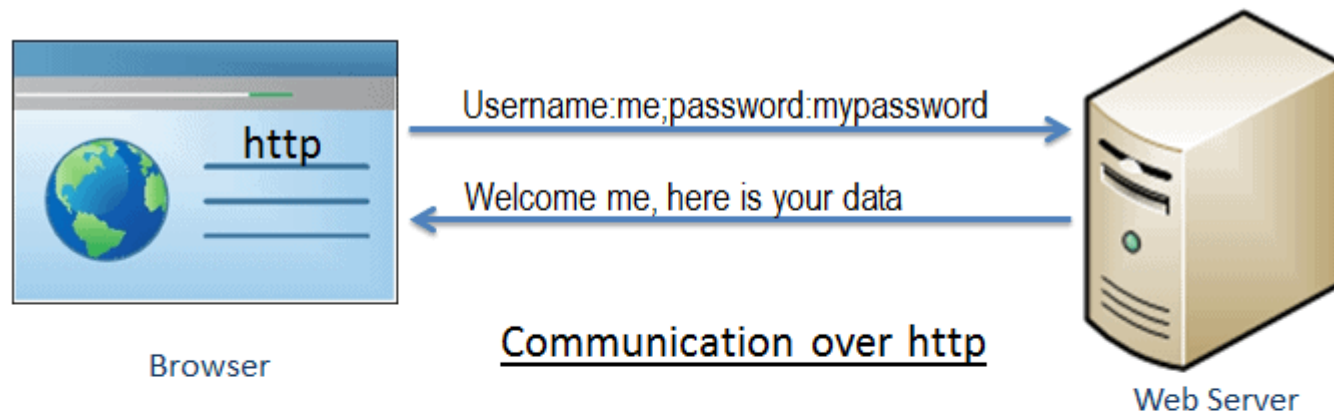 http
Username:me;password:mypassword
Welcome me, here is your data
Communication over http
Browser
Web Server